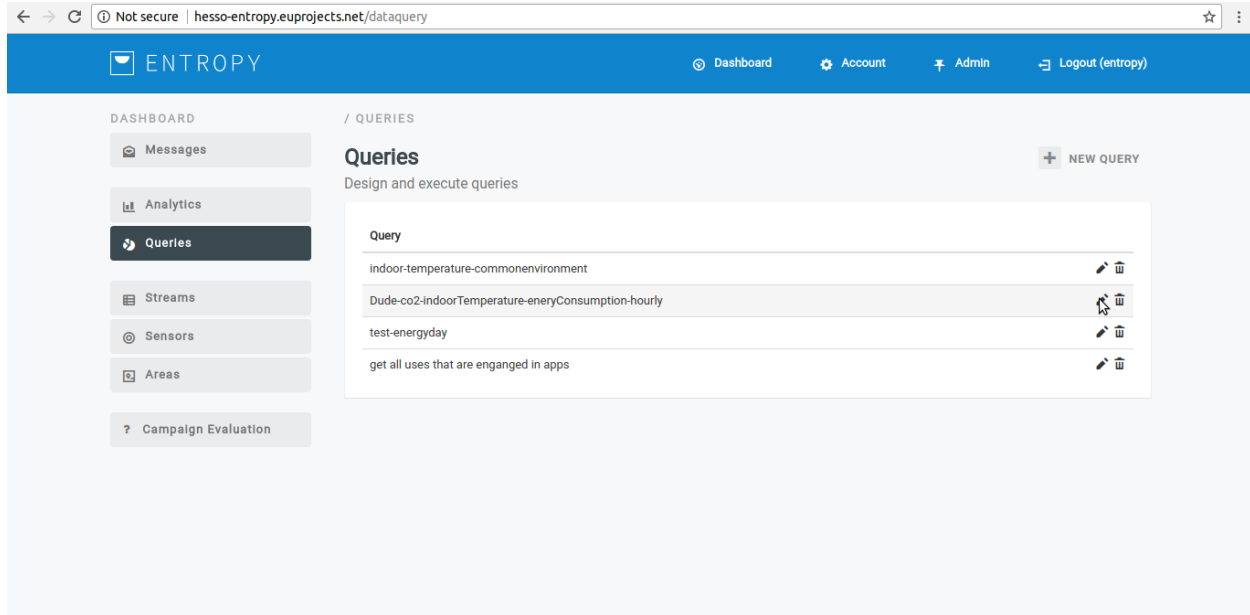 Not secure | hesso-entropy.euprojects.net/dataquery
ENTROPY
Dashboard
Account
Admin
Logout (entropy)
DASHBOARD
Messages
Analytics
Queries
Streams
Sensors
Areas
? Campaign Evaluation
/ QUERIES
Queries
Design and execute queries
+ NEW QUERY
Query
indoor-temperature-commonenvironment
Dude-co2-indoorTemperature-eneryConsumption-hourly
test-energyday
get all uses that are enganged in apps